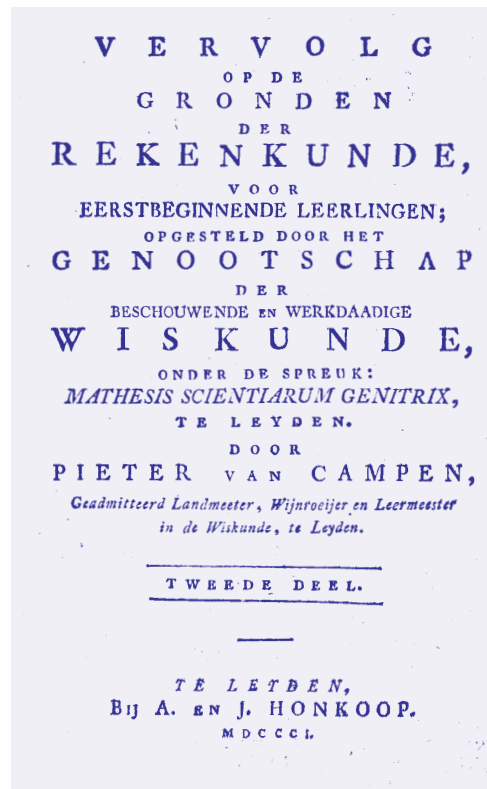 VERVOLG
OP DE
GRONDEN
DER
REKENKUNDE,
VOOR
EERSTBEGINNENDE LEERLINGEN;
OPGESTELD DOOR HET
GENOOTSCHAP
DER
BESCHOUWENDE EN WERKDAADIGE
WISKUNDE,
ONDER DE SPREUK:
MATHESIS SCIENTIARUM GENITRIX,
TE LEYDEN.
DOOR
PIETER VAN CAMPEN,
Geadmitteerd Landmeeter, Wijnroeijer en Leermeester
in de Wiskunde, te Leyden.
TWEEDE DEEL.
TE LEYDEN,
BIJ A. EN J. HONKOOP.
MDCCCI.